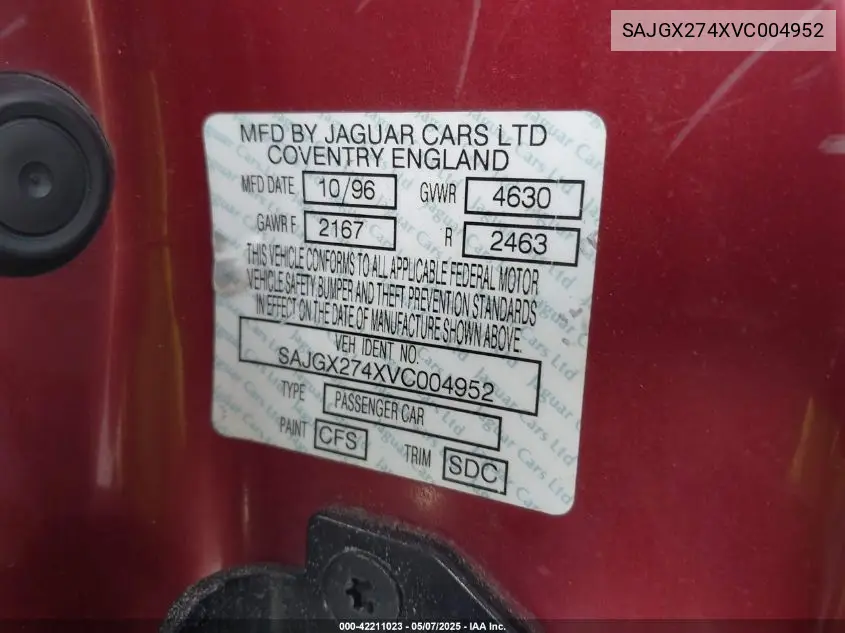 SAJGX274XVC004952
MFD BY JAGUAR CARS LTD
COVENTRY ENGLAND
MFD DATE 10/96 GVWR 4630
GAWR F 2167 R 2463
THIS VEHICLE CONFORMS TO ALL APPLICABLE FEDERAL MOTOR
VEHICLE SAFETY BUMPER AND THEFT PREVENTION STANDARDS
IN EFFECT ON THE DATE OF MANUFACTURE SHOWN ABOVE.
VEH IDENT NO.
SAJGX274XVC004952
TYPE PASSENGER CAR
PAINT CFS TRIM SDC
000-42211023 — 05/07/2025 - IAA Inc.